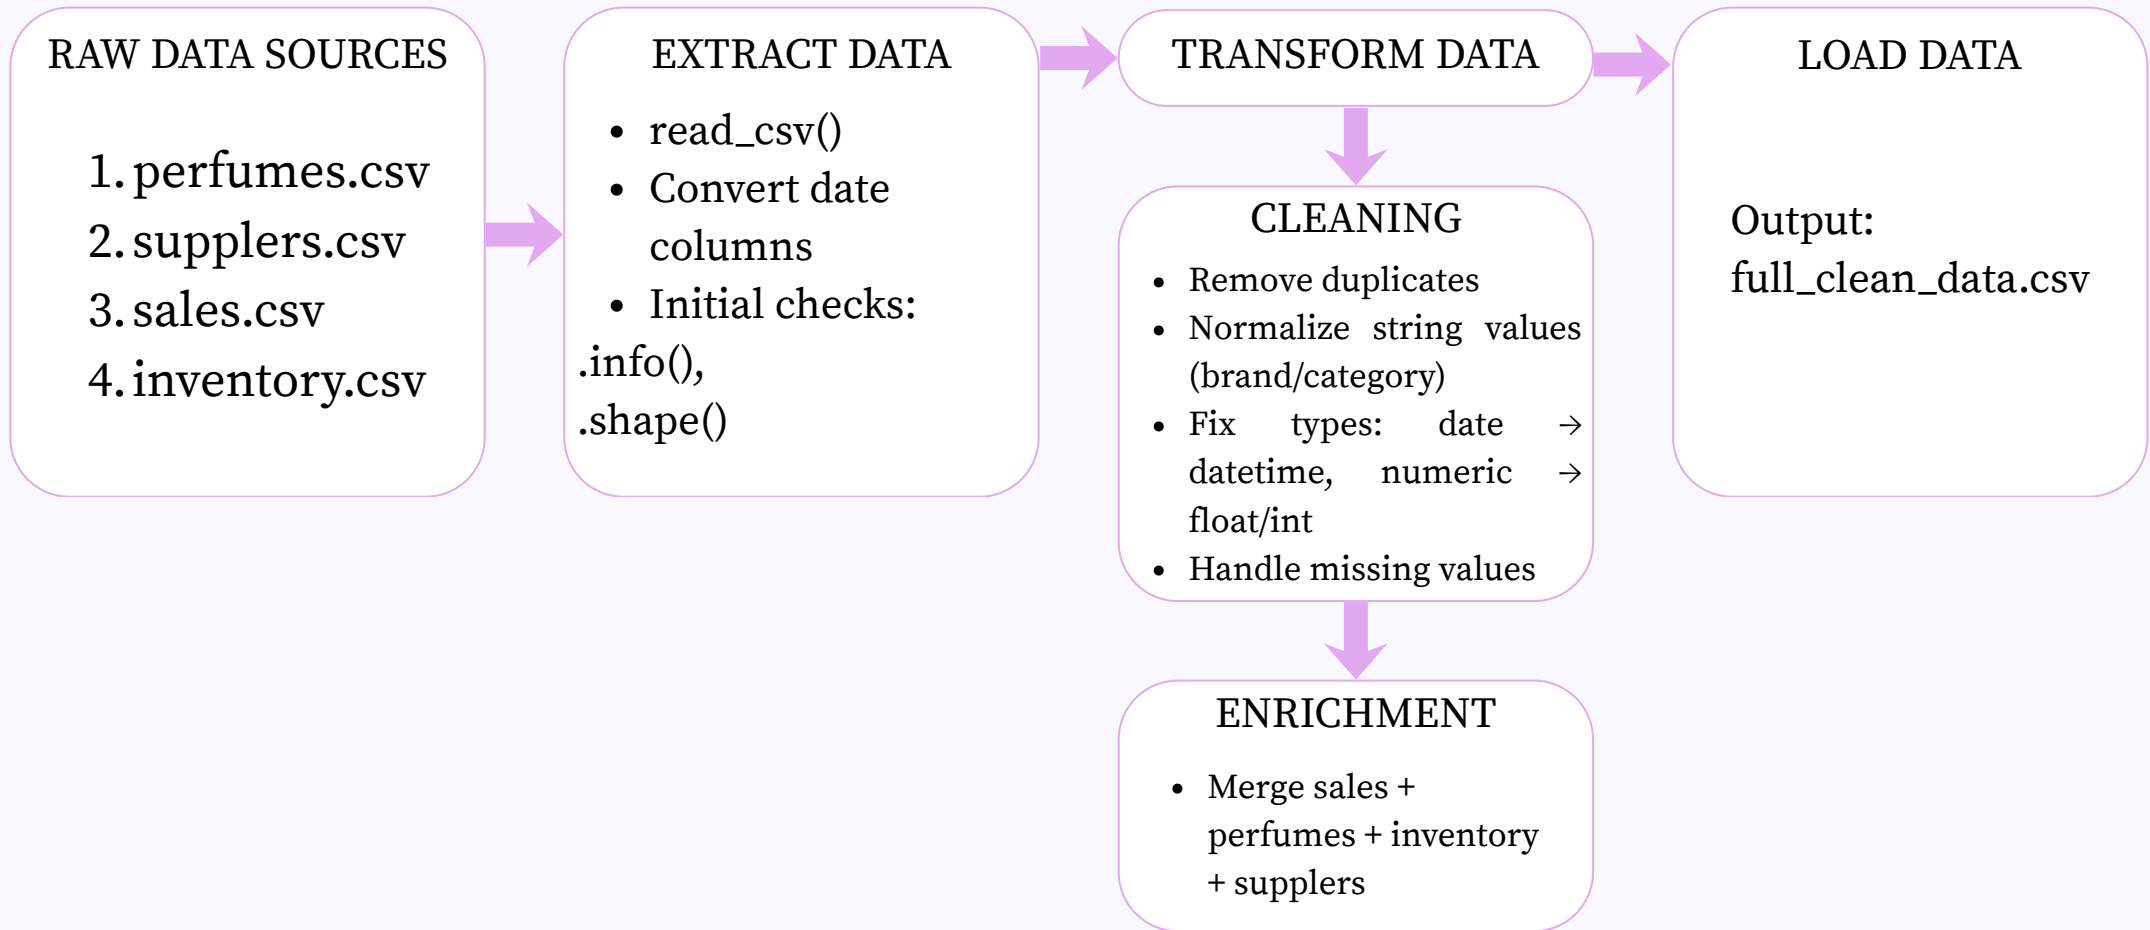 RAW DATA SOURCES
1. perfumes.csv
2. supplers.csv
3. sales.csv
4. inventory.csv
EXTRACT DATA
• read_csv()
• Convert date
columns
• Initial checks:
.info(),
.shape()
TRANSFORM DATA
CLEANING
• Remove duplicates
• Normalize string values
(brand/category)
• Fix types: date →
datetime, numeric →
float/int
• Handle missing values
ENRICHMENT
• Merge sales +
perfumes + inventory
+ supplers
LOAD DATA
Output:
full_clean_data.csv